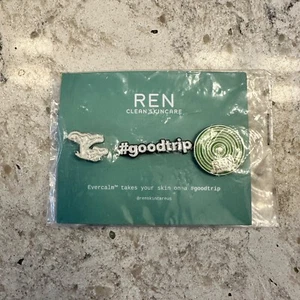 REN
CLEAN SKINCARE
#goodtrip
Evercalm™ takes your skin on a #goodtrip